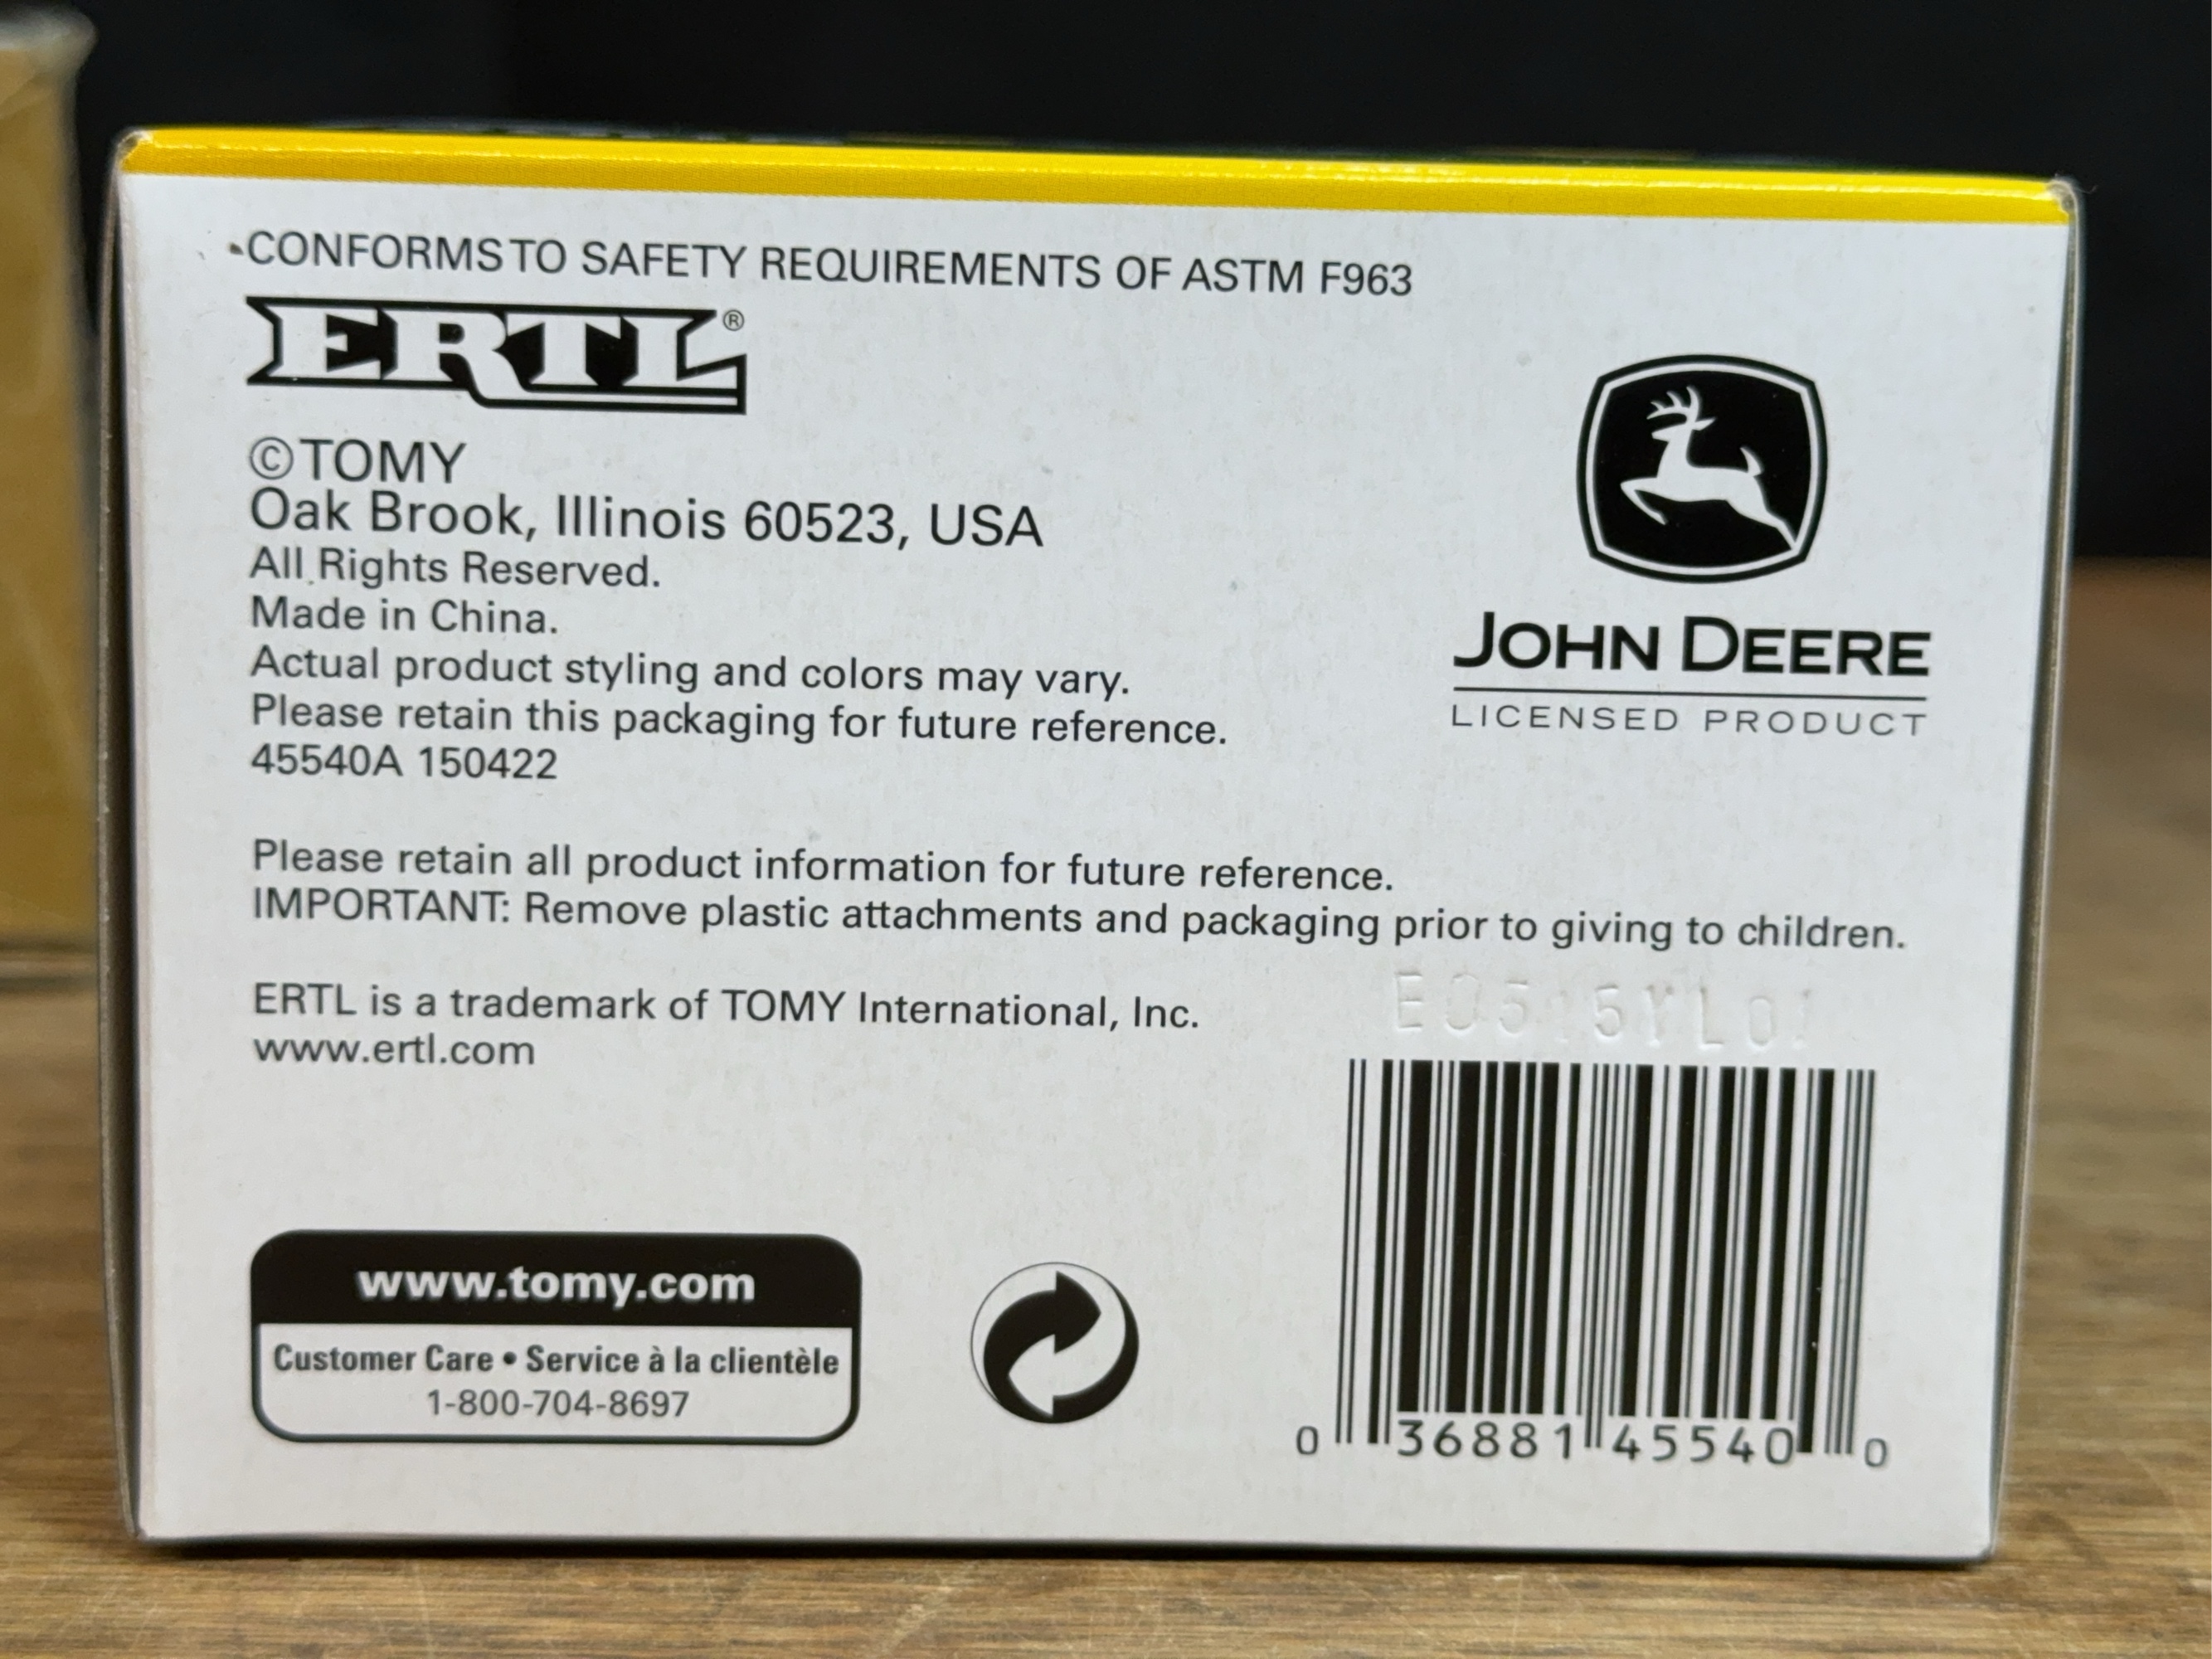 CONFORMS TO SAFETY REQUIREMENTS OF ASTM F963
ERTL®
©TOMY
Oak Brook, Illinois 60523, USA
All Rights Reserved.
Made in China.
Actual product styling and colors may vary.
Please retain this packaging for future reference.
45540A 150422
JOHN DEERE
LICENSED PRODUCT
Please retain all product information for future reference.
IMPORTANT: Remove plastic attachments and packaging prior to giving to children.
ERTL is a trademark of TOMY International, Inc.
www.ertl.com
www.tomy.com
Customer Care • Service à la clientèle
1-800-704-8697
0 36881 45540 0